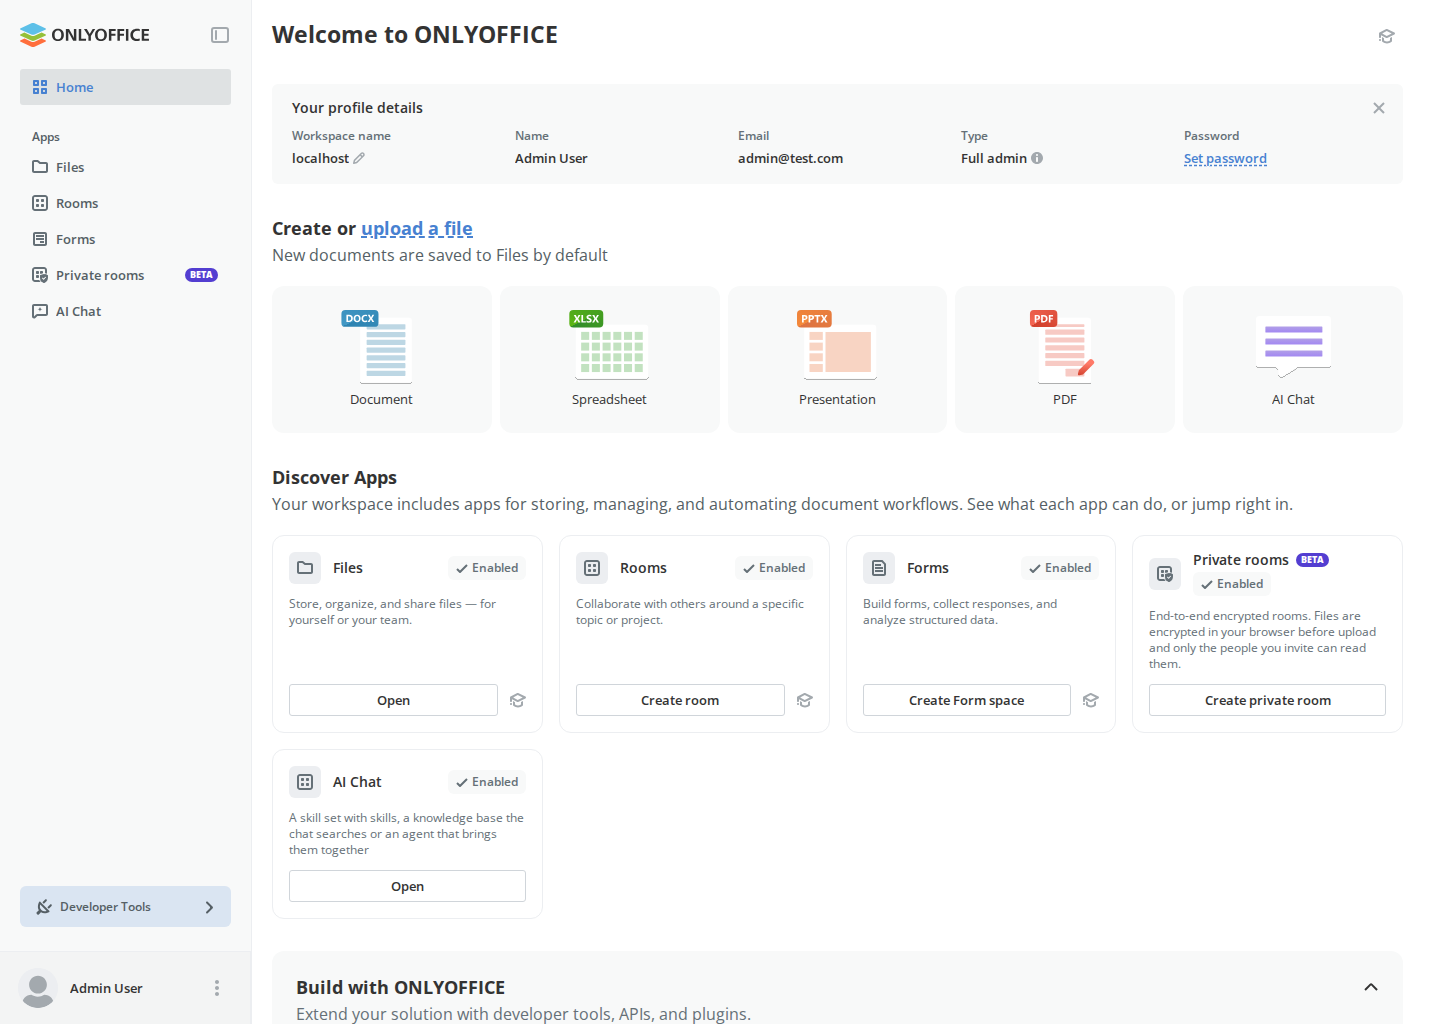 ONLYOFFICE
Home
Apps
Files
Rooms
Forms
Private rooms BETA
AI Chat
Developer Tools
Admin User
Welcome to ONLYOFFICE
Your profile details
Workspace name
localhost
Name
Admin User
Email
admin@test.com
Type
Full admin
Password
Set password
Create or upload a file
New documents are saved to Files by default
DOCX
Document
XLSX
Spreadsheet
PPTX
Presentation
PDF
PDF
AI Chat
Discover Apps
Your workspace includes apps for storing, managing, and automating document workflows. See what each app can do, or jump right in.
Files
Enabled
Store, organize, and share files — for
yourself or your team.
Open
Rooms
Enabled
Collaborate with others around a specific
topic or project.
Create room
Forms
Enabled
Build forms, collect responses, and
analyze structured data.
Create Form space
Private rooms BETA
Enabled
End-to-end encrypted rooms. Files are
encrypted in your browser before upload
and only the people you invite can read
them.
Create private room
AI Chat
Enabled
A skill set with skills, a knowledge base the
chat searches or an agent that brings
them together
Open
Build with ONLYOFFICE
Extend your solution with developer tools, APIs, and plugins.